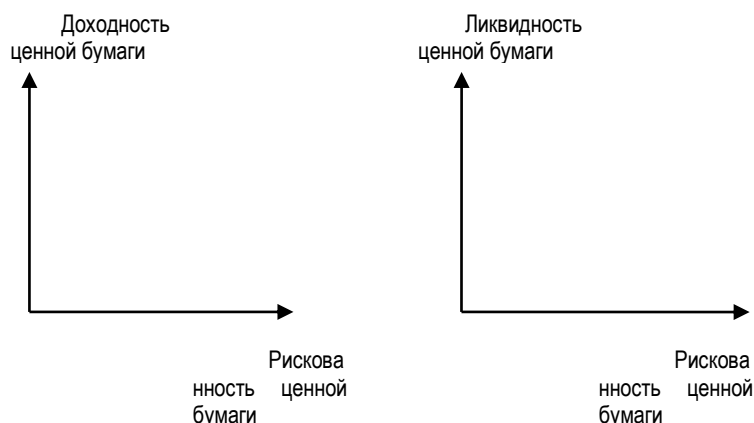 Доходность
ценной бумаги
Ликвидность
ценной бумаги
Рискова
нность ценной
бумаги
Рискова
нность ценной
бумаги